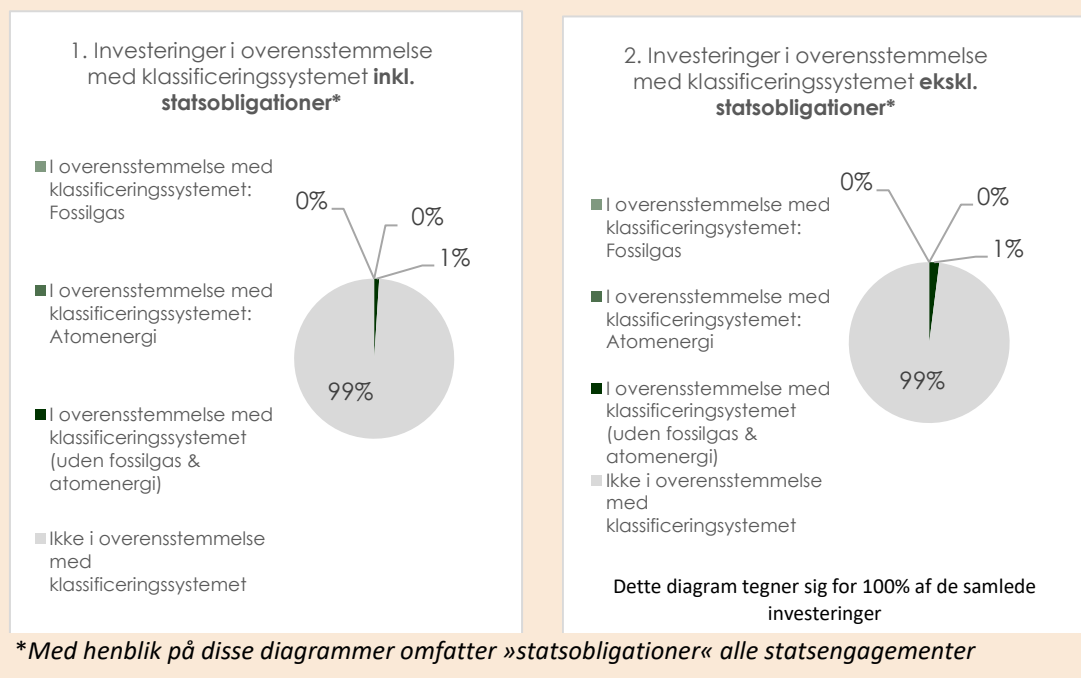 1. Investeringer i overensstemmelse
med klassificeringssystemet inkl.
statsobligationer*
I overensstemmelse med
klassificeringssystemet:
Fossilgas
I overensstemmelse med
klassificeringssystemet:
Atomenergi
I overensstemmelse med
klassificeringssystemet
(uden fossilgas &
atomenergi)
Ikke i overensstemmelse
med
klassificeringssystemet
0%
0%
1%
99%
2. Investeringer i overensstemmelse
med klassificeringssystemet ekskl.
statsobligationer*
I overensstemmelse med
klassificeringssystemet:
Fossilgas
I overensstemmelse med
klassificeringssystemet:
Atomenergi
I overensstemmelse med
klassificeringssystemet
(uden fossilgas &
atomenergi)
Ikke i overensstemmelse
med
klassificeringsystemet
0%
0%
1%
99%
Dette diagram tegner sig for 100% af de samlede
investeringer
*Med henblik på disse diagrammer omfatter »statsobligationer« alle statsengagementer